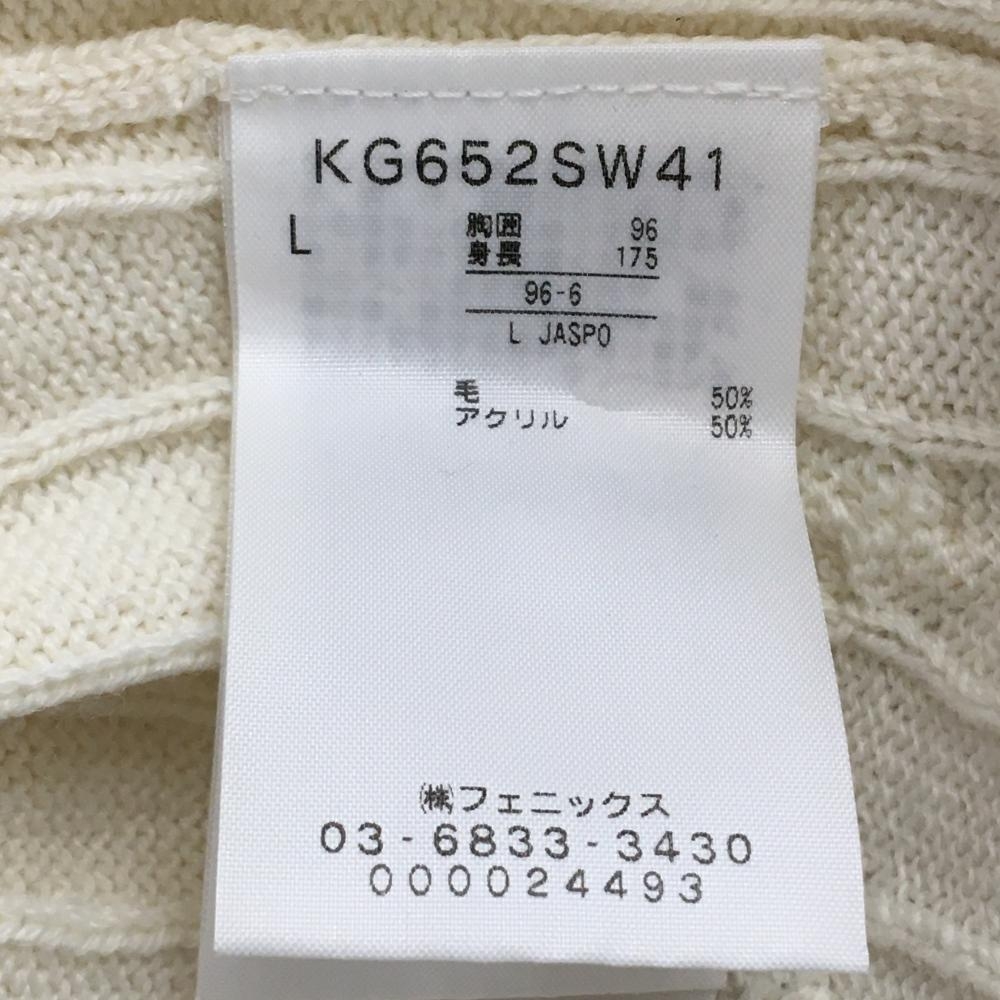 KG652SW41
L 胸囲 96
身長 175
96-6
L JASPO
毛 50%
アクリル 50%
㈱フェニックス
03-6833-3430
000024493